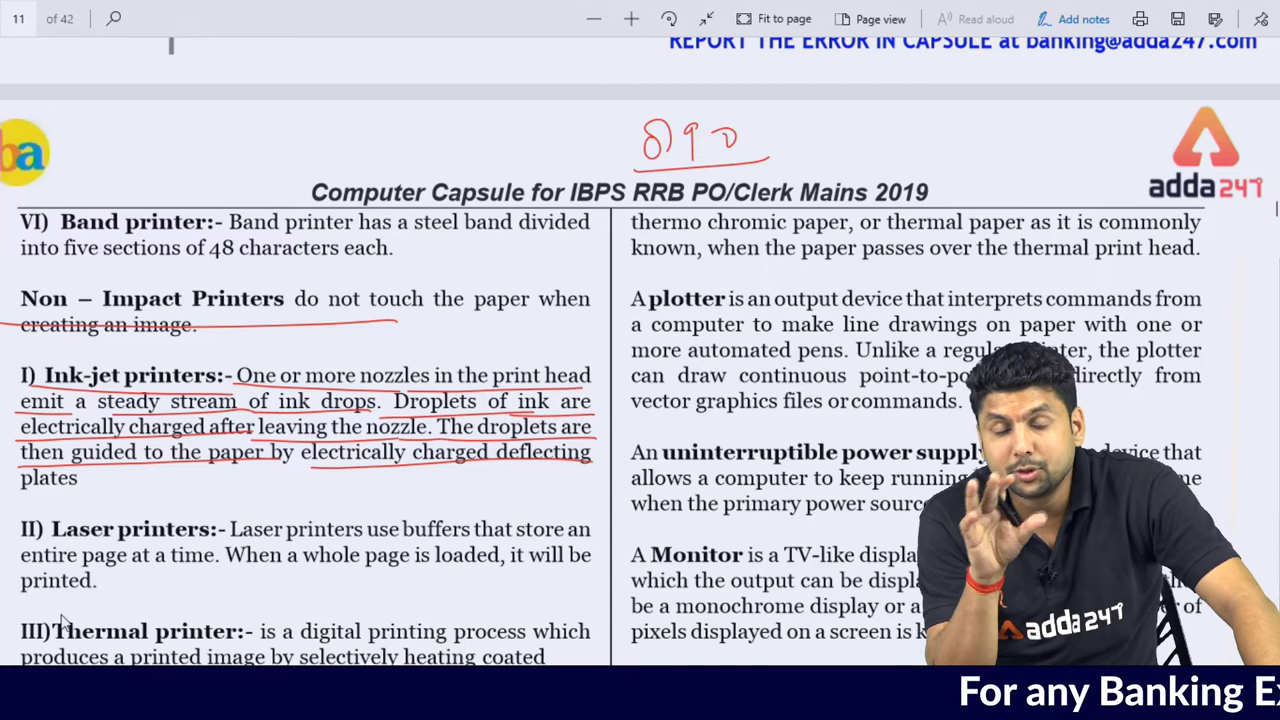 11 of 42
Fit to page
Page view
Read aloud
Add notes
REPORT THE ERROR IN CAPSULE at banking@adda247.com
ba
adda247
Computer Capsule for IBPS RRB PO/Clerk Mains 2019
VI) Band printer:- Band printer has a steel band divided
into five sections of 48 characters each.
Non – Impact Printers do not touch the paper when
creating an image.
I) Ink-jet printers:- One or more nozzles in the print head
emit a steady stream of ink drops. Droplets of ink are
electrically charged after leaving the nozzle. The droplets are
then guided to the paper by electrically charged deflecting
plates
II) Laser printers:- Laser printers use buffers that store an
entire page at a time. When a whole page is loaded, it will be
printed.
III)Thermal printer:- is a digital printing process which
produces a printed image by selectively heating coated
thermo chromic paper, or thermal paper as it is commonly
known, when the paper passes over the thermal print head.
A plotter is an output device that interprets commands from
a computer to make line drawings on paper with one or
more automated pens. Unlike a regular printer, the plotter
can draw continuous directly from
vector graphics files or commands.
An uninterruptible power supply device that
allows a computer to keep running
when the primary power source
A Monitor is a TV-like
which the output can be
be a monochrome display or a of
pixels displayed on a screen is
adda247
For any Banking